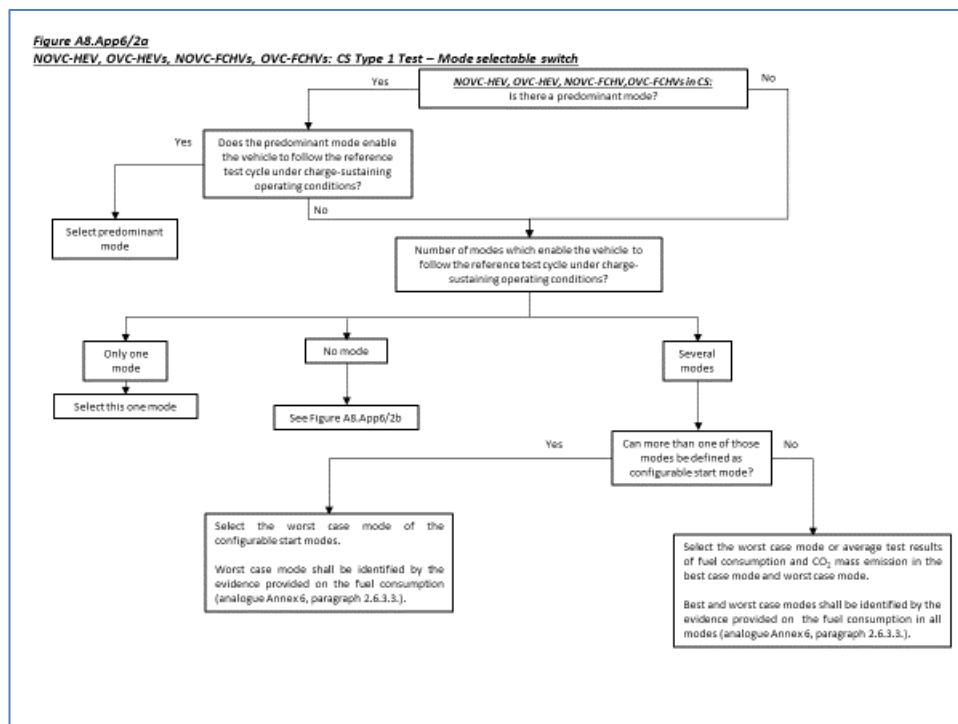 Figure A8.App6/2a
NOVC-HEV, OVC-HEVs, NOVC-FCHVs, OVC-FCHVs: CS Type 1 Test – Mode selectable switch
NOVC-HEV, OVC-HEV, NOVC-FCHV,OVC-FCHVs in CS:
Is there a predominant mode?
Yes
No
Does the predominant mode enable
the vehicle to follow the reference
test cycle under charge-sustaining
operating conditions?
Yes
No
Select predominant
mode
Number of modes which enable the vehicle to
follow the reference test cycle under charge-
sustaining operating conditions?
Only one
mode
No mode
Several
modes
Select this one mode
See Figure A8.App6/2b
Can more than one of those
modes be defined as
configurable start mode?
Yes
No
Select the worst case mode of the
configurable start modes.
Worst case mode shall be identified by the
evidence provided on the fuel consumption
(analogue Annex 6, paragraph 2.6.3.3.).
Select the worst case mode or average test results
of fuel consumption and CO₂ mass emission in the
best case mode and worst case mode.
Best and worst case modes shall be identified by the
evidence provided on the fuel consumption in all
modes (analogue Annex 6, paragraph 2.6.3.3.).